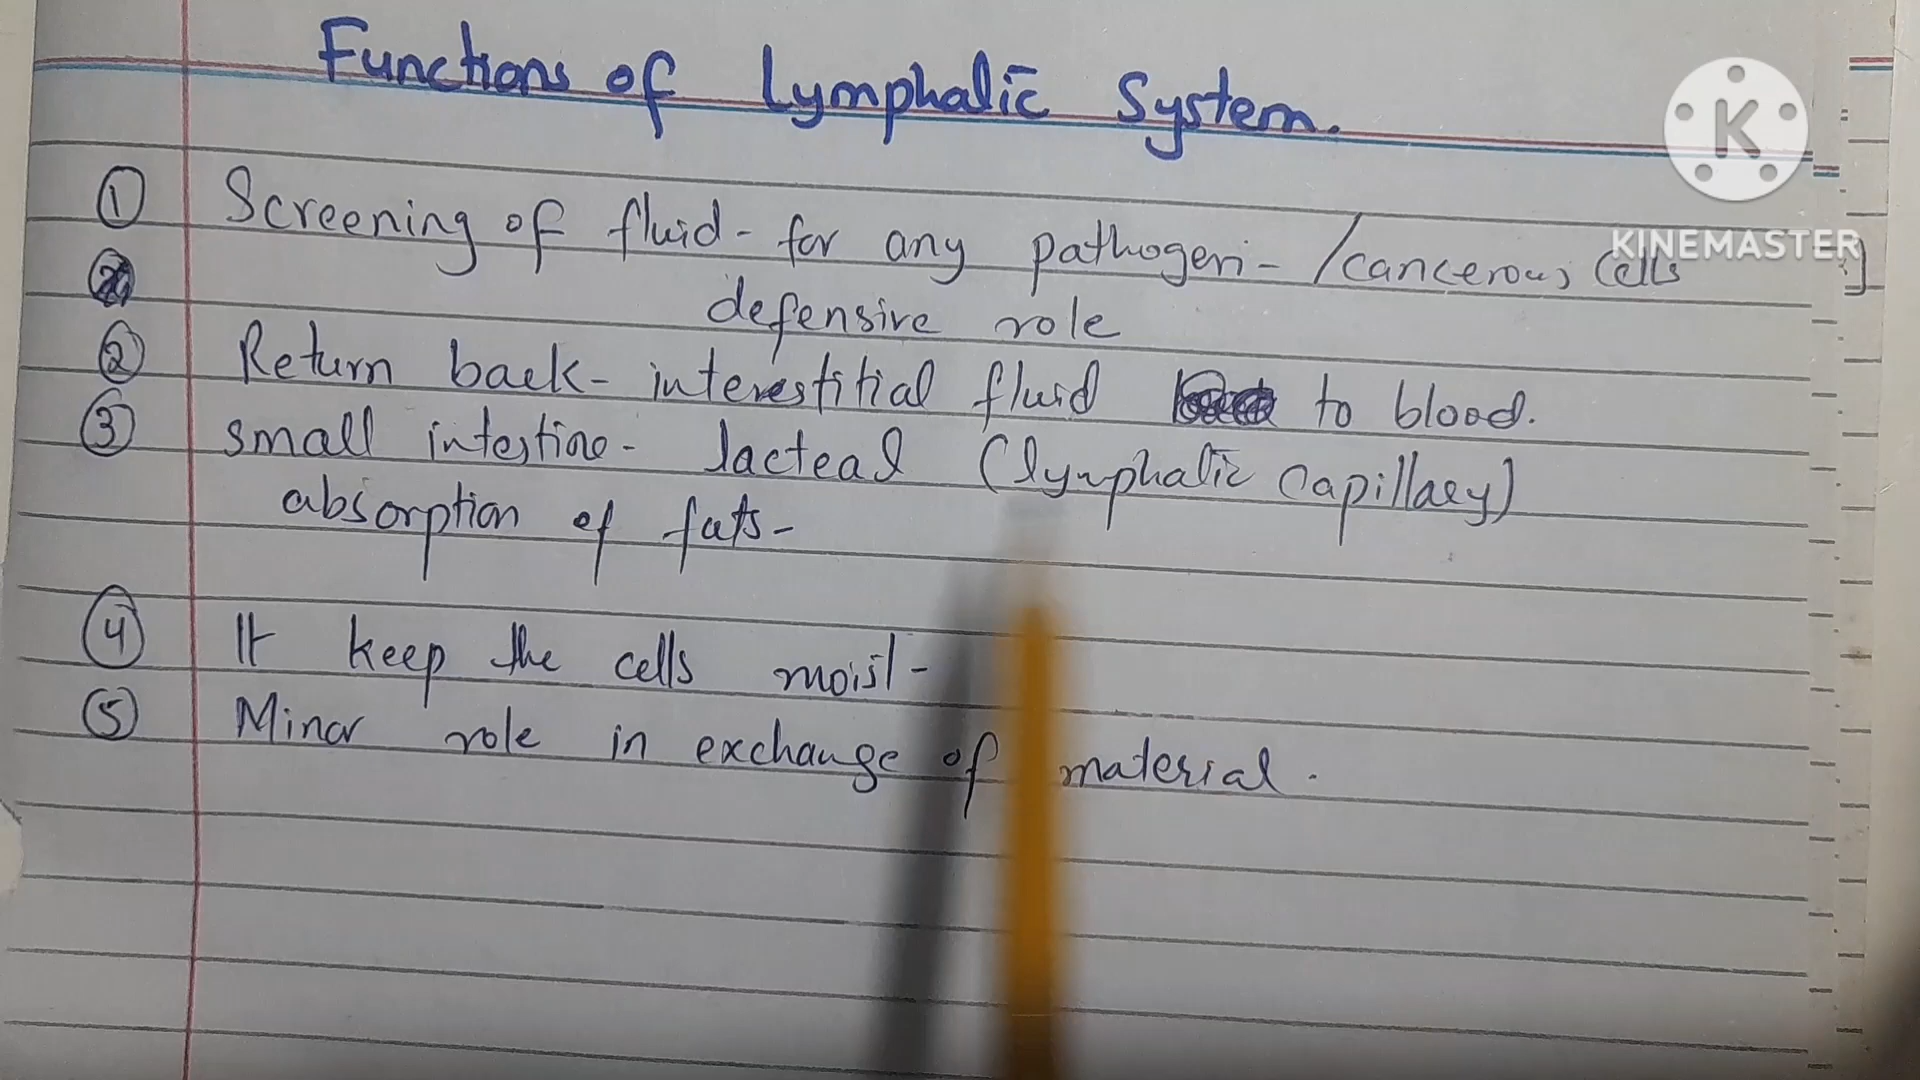 Functions of Lymphatic System.
① Screening of fluid - for any pathogen - /cancerous cells
defensive role
② Return back - interestitial fluid to blood.
③ small intestine - lacteal (lymphatic capillary)
absorption of fats -
④ It keep the cells moist -
⑤ Minor role in exchange of material.
K
KINEMASTER